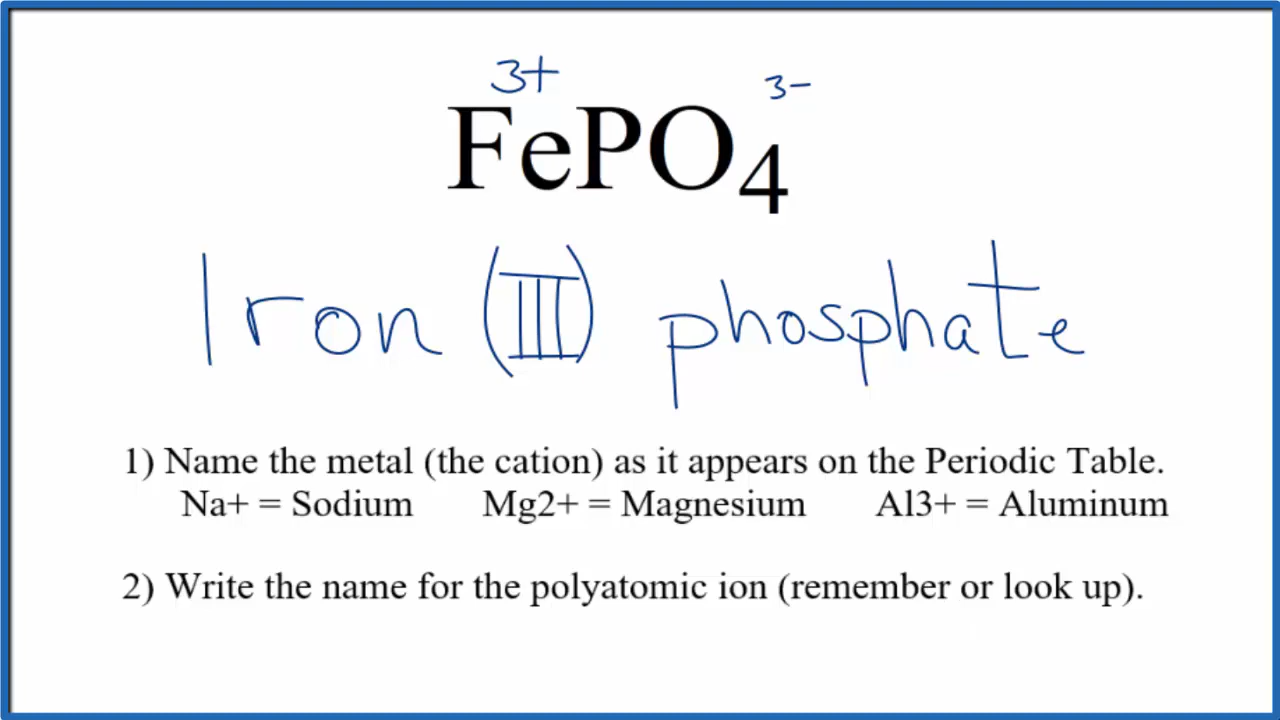 3+ 3-
FePO4
Iron (III) phosphate
1) Name the metal (the cation) as it appears on the Periodic Table.
Na+ = Sodium Mg2+ = Magnesium Al3+ = Aluminum
2) Write the name for the polyatomic ion (remember or look up).